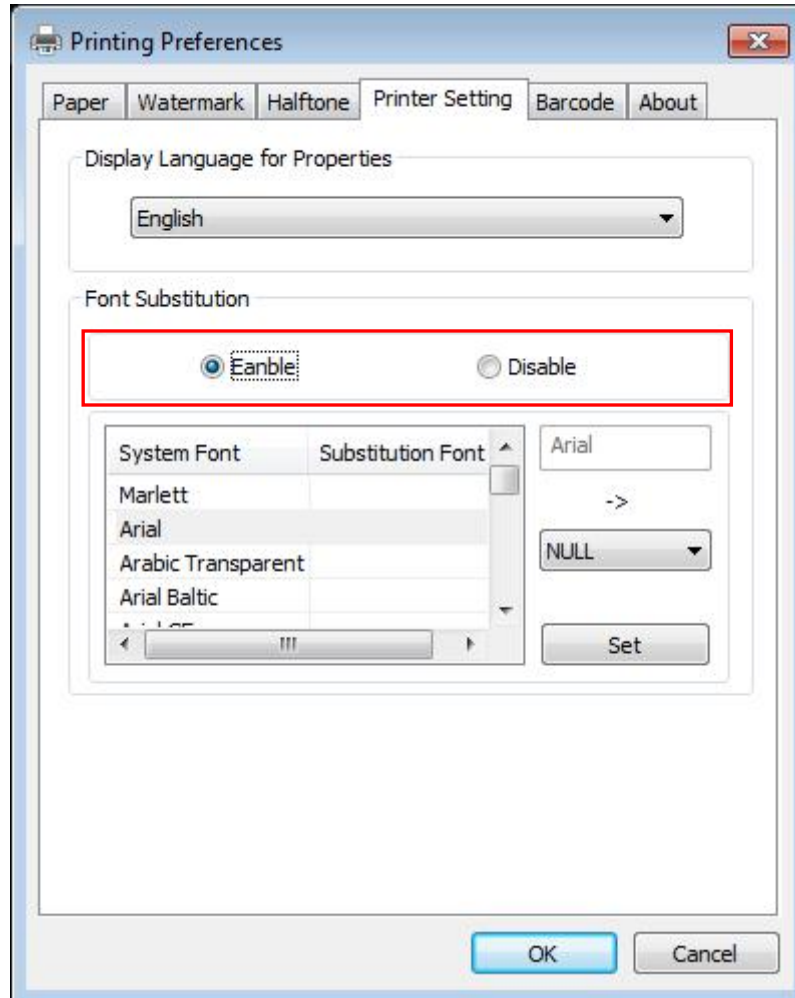 Printing Preferences
Paper Watermark Halftone Printer Setting Barcode About
Display Language for Properties
English
Font Substitution
Eanble Disable
System Font Substitution Font
Marlett
Arial
Arabic Transparent
Arial Baltic
Arial
->
NULL
Set
OK Cancel